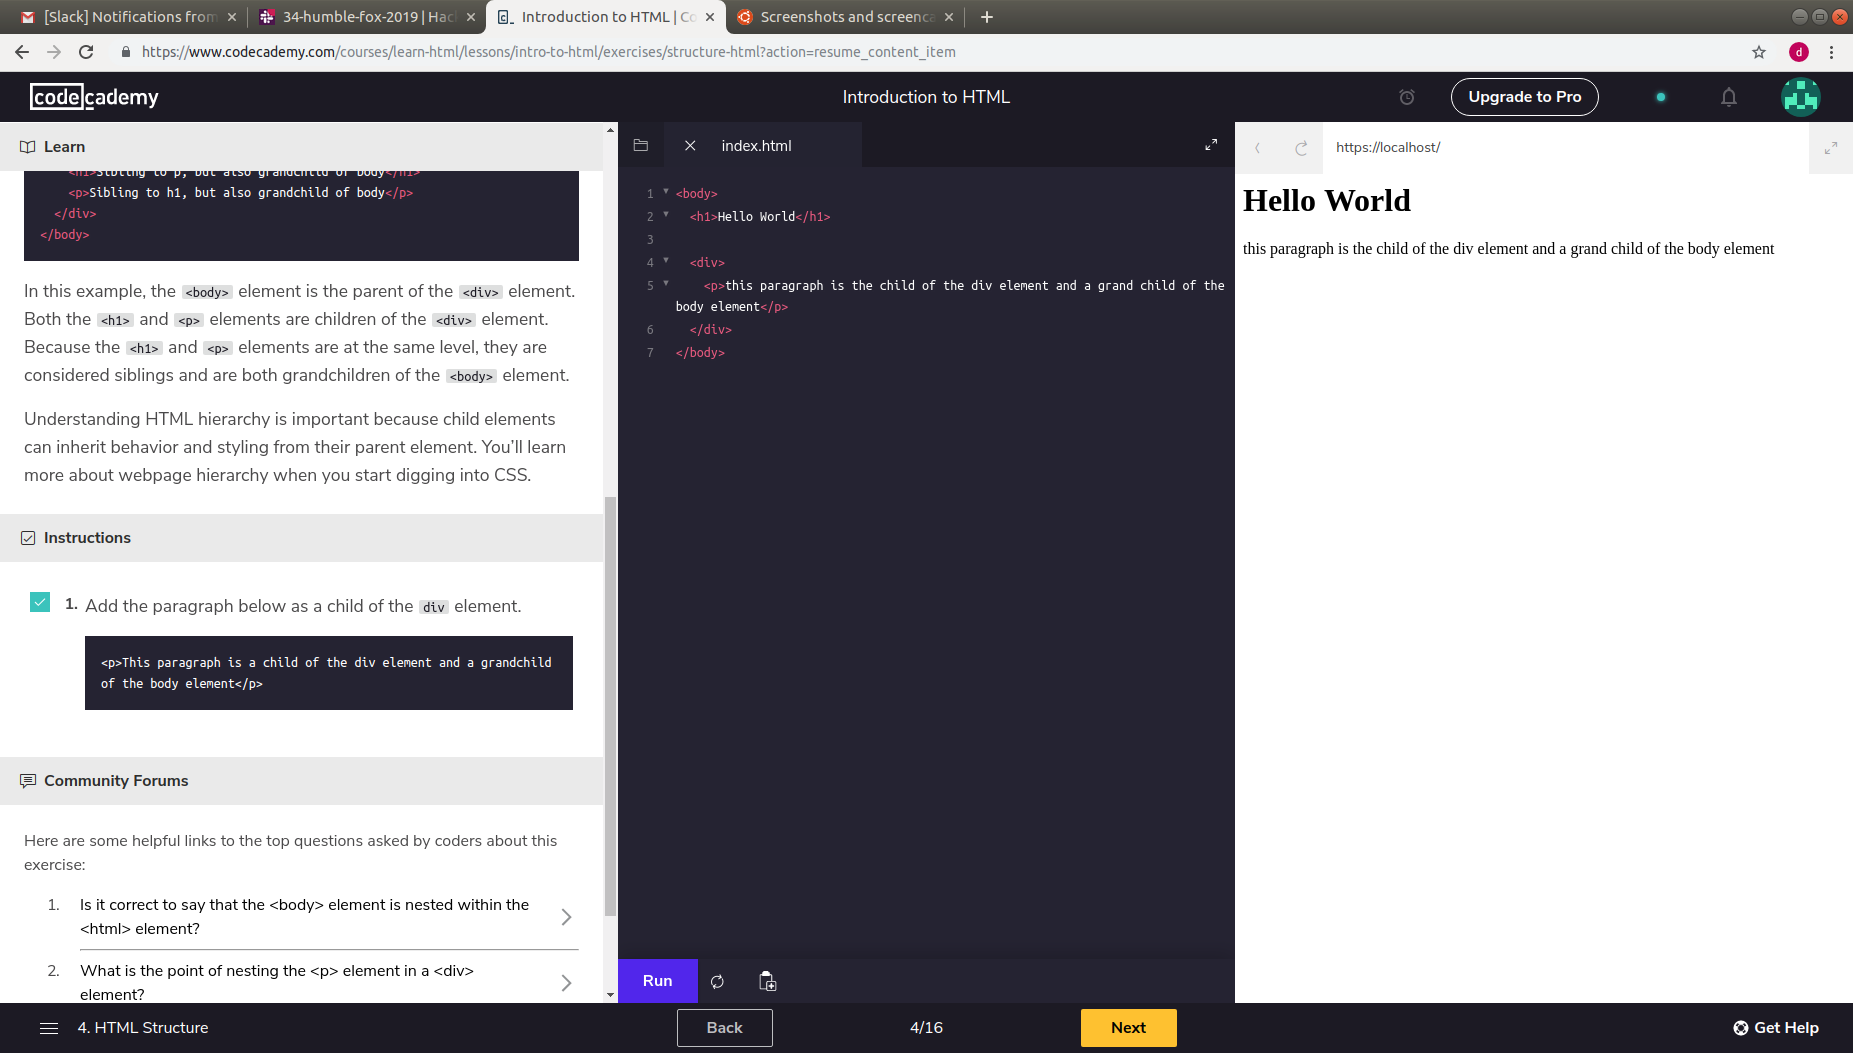 [Slack] Notifications from
34-humble-fox-2019 | Hac
Introduction to HTML | Co
Screenshots and screenca
https://www.codecademy.com/courses/learn-html/lessons/intro-to-html/exercises/structure-html?action=resume_content_item
d
codecademy
Introduction to HTML
Upgrade to Pro
Learn
<h1>Sibling to p, but also grandchild of body</h1>
<p>Sibling to h1, but also grandchild of body</p>
</div>
</body>
In this example, the <body> element is the parent of the <div> element.
Both the <h1> and <p> elements are children of the <div> element.
Because the <h1> and <p> elements are at the same level, they are
considered siblings and are both grandchildren of the <body> element.
Understanding HTML hierarchy is important because child elements
can inherit behavior and styling from their parent element. You'll learn
more about webpage hierarchy when you start digging into CSS.
Instructions
1. Add the paragraph below as a child of the div element.
<p>This paragraph is a child of the div element and a grandchild
of the body element</p>
Community Forums
Here are some helpful links to the top questions asked by coders about this
exercise:
1. Is it correct to say that the <body> element is nested within the
<html> element?
2. What is the point of nesting the <p> element in a <div>
element?
index.html
1 <body>
2 <h1>Hello World</h1>
3
4 <div>
5 <p>this paragraph is the child of the div element and a grand child of the
body element</p>
6 </div>
7 </body>
Run
https://localhost/
Hello World
this paragraph is the child of the div element and a grand child of the body element
4. HTML Structure
Back
4/16
Next
Get Help